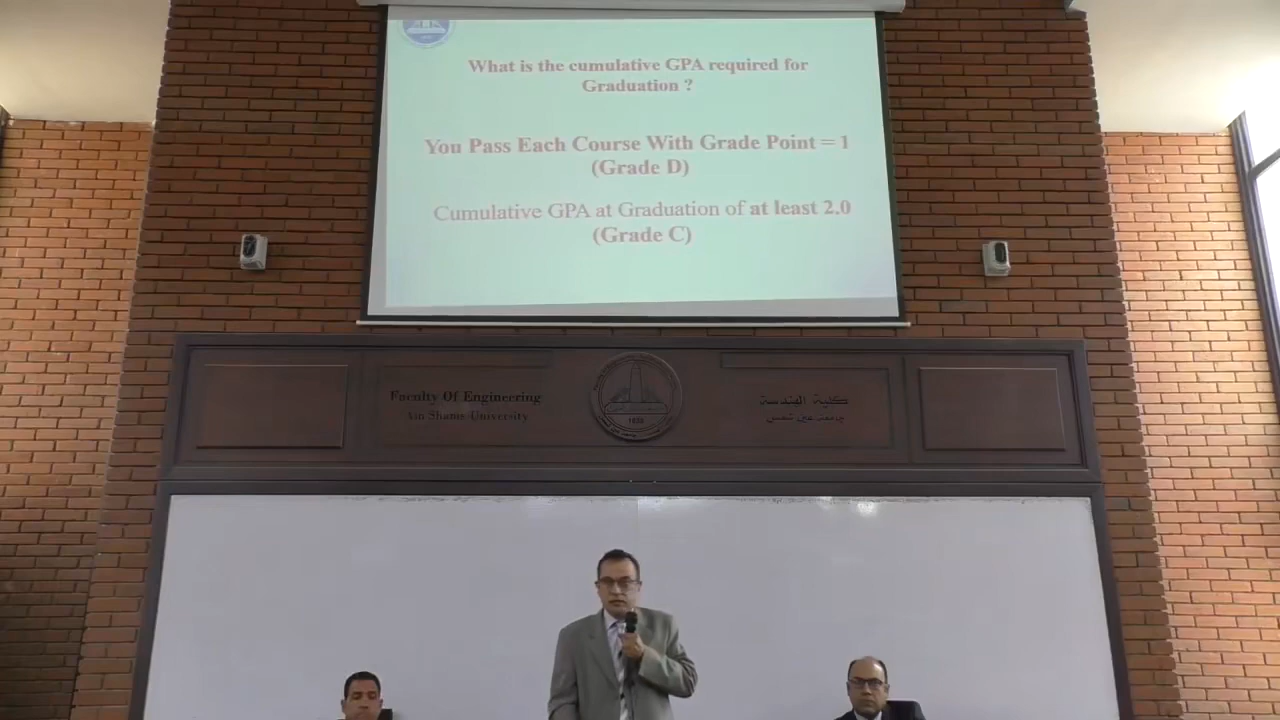 What is the cumulative GPA required for
Graduation ?
You Pass Each Course With Grade Point = 1
(Grade D)
Cumulative GPA at Graduation of at least 2.0
(Grade C)
Faculty Of Engineering
Ain Shams University
كلية الهندسة
جامعة عين شمس